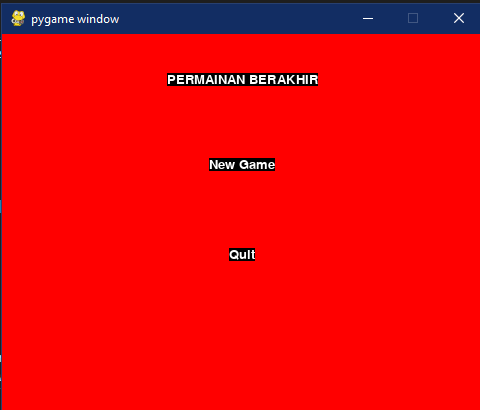 pygame window
PERMAINAN BERAKHIR
New Game
Quit